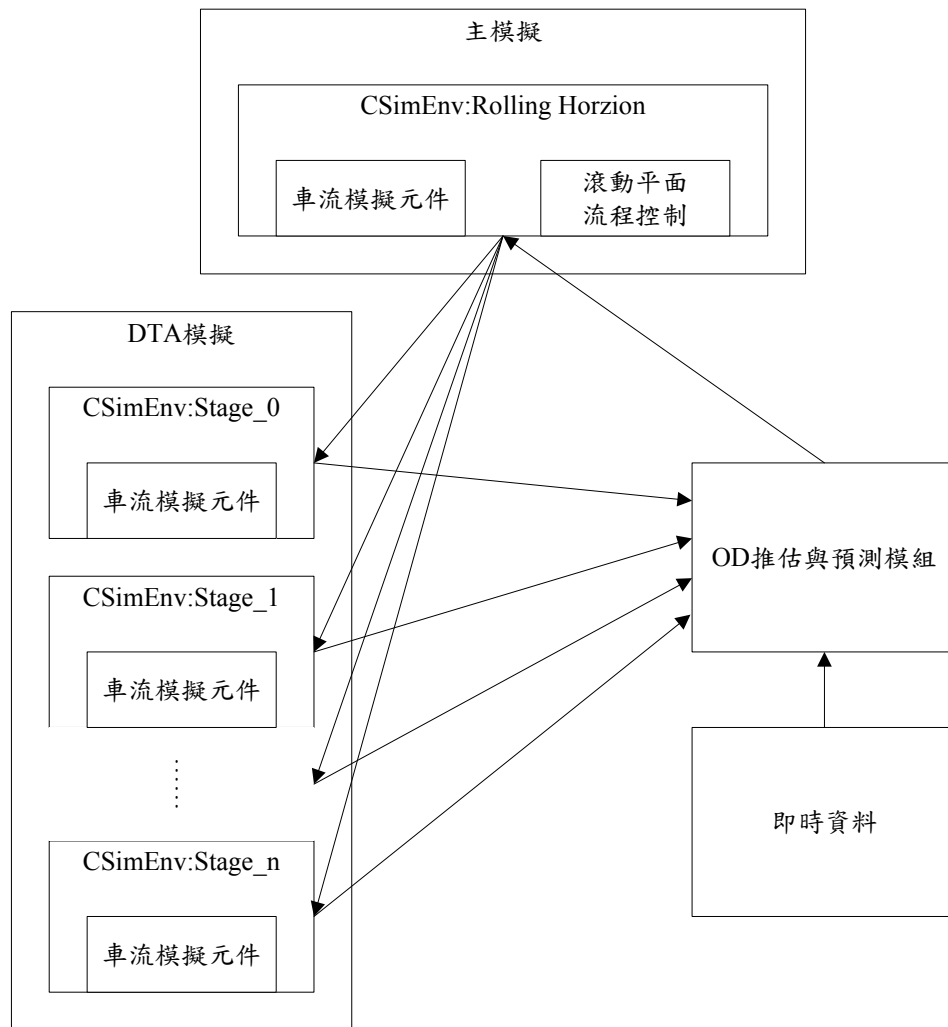 主模擬
CSimEnv:Rolling Horzion
車流模擬元件
滾動平面
流程控制
DTA模擬
CSimEnv:Stage_0
車流模擬元件
CSimEnv:Stage_1
車流模擬元件
......
CSimEnv:Stage_n
車流模擬元件
OD推估與預測模組
即時資料